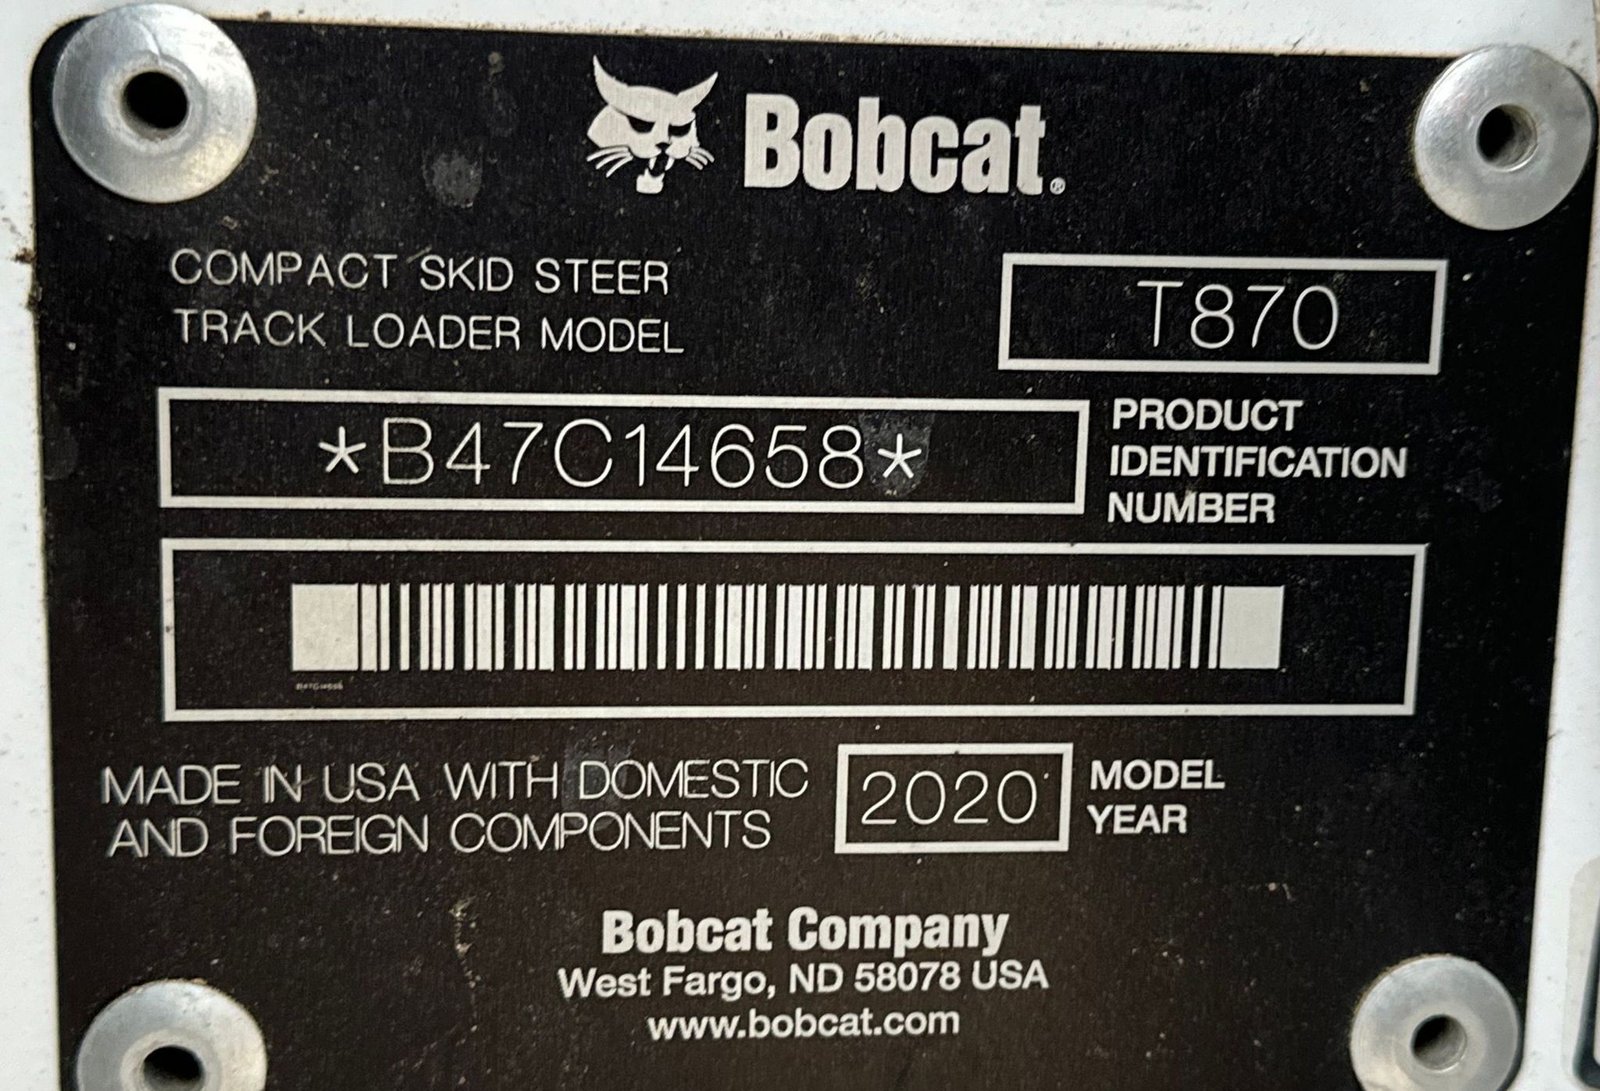 Bobcat®
COMPACT SKID STEER
TRACK LOADER MODEL
T870
*B47C14658*
PRODUCT
IDENTIFICATION
NUMBER
B47C14658
MADE IN USA WITH DOMESTIC
AND FOREIGN COMPONENTS
2020
MODEL
YEAR
Bobcat Company
West Fargo, ND 58078 USA
www.bobcat.com